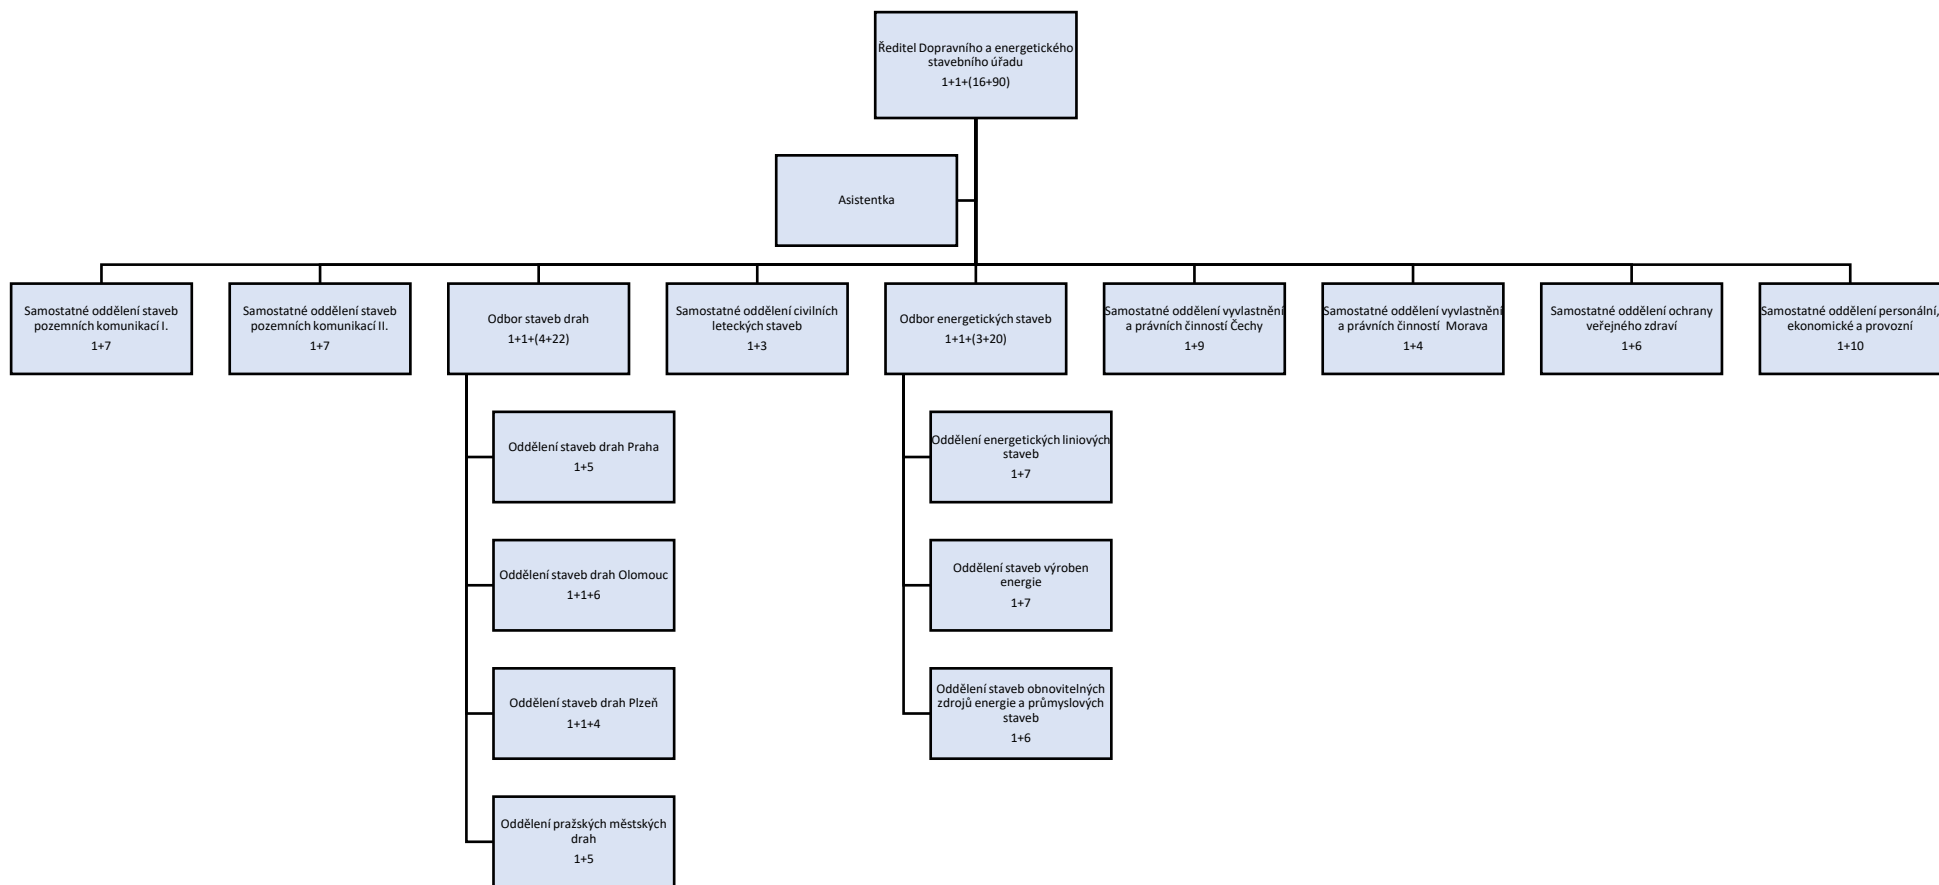 Ředitel Dopravního a energetického
stavebního úřadu
1+1+(16+90)
Asistentka
Samostatné oddělení staveb
pozemních komunikací I.
1+7
Samostatné oddělení staveb
pozemních komunikací II.
1+7
Odbor staveb drah
1+1+(4+22)
Samostatné oddělení civilních
leteckých staveb
1+3
Odbor energetických staveb
1+1+(3+20)
Samostatné oddělení vyvlastnění
a právních činností Čechy
1+9
Samostatné oddělení vyvlastnění
a právních činností  Morava
1+4
Samostatné oddělení ochrany
veřejného zdraví
1+6
Samostatné oddělení personální,
ekonomické a provozní
1+10
Oddělení staveb drah Praha
1+5
Oddělení staveb drah Olomouc
1+1+6
Oddělení staveb drah Plzeň
1+1+4
Oddělení pražských městských
drah
1+5
Oddělení energetických liniových
staveb
1+7
Oddělení staveb výroben
energie
1+7
Oddělení staveb obnovitelných
zdrojů energie a průmyslových
staveb
1+6